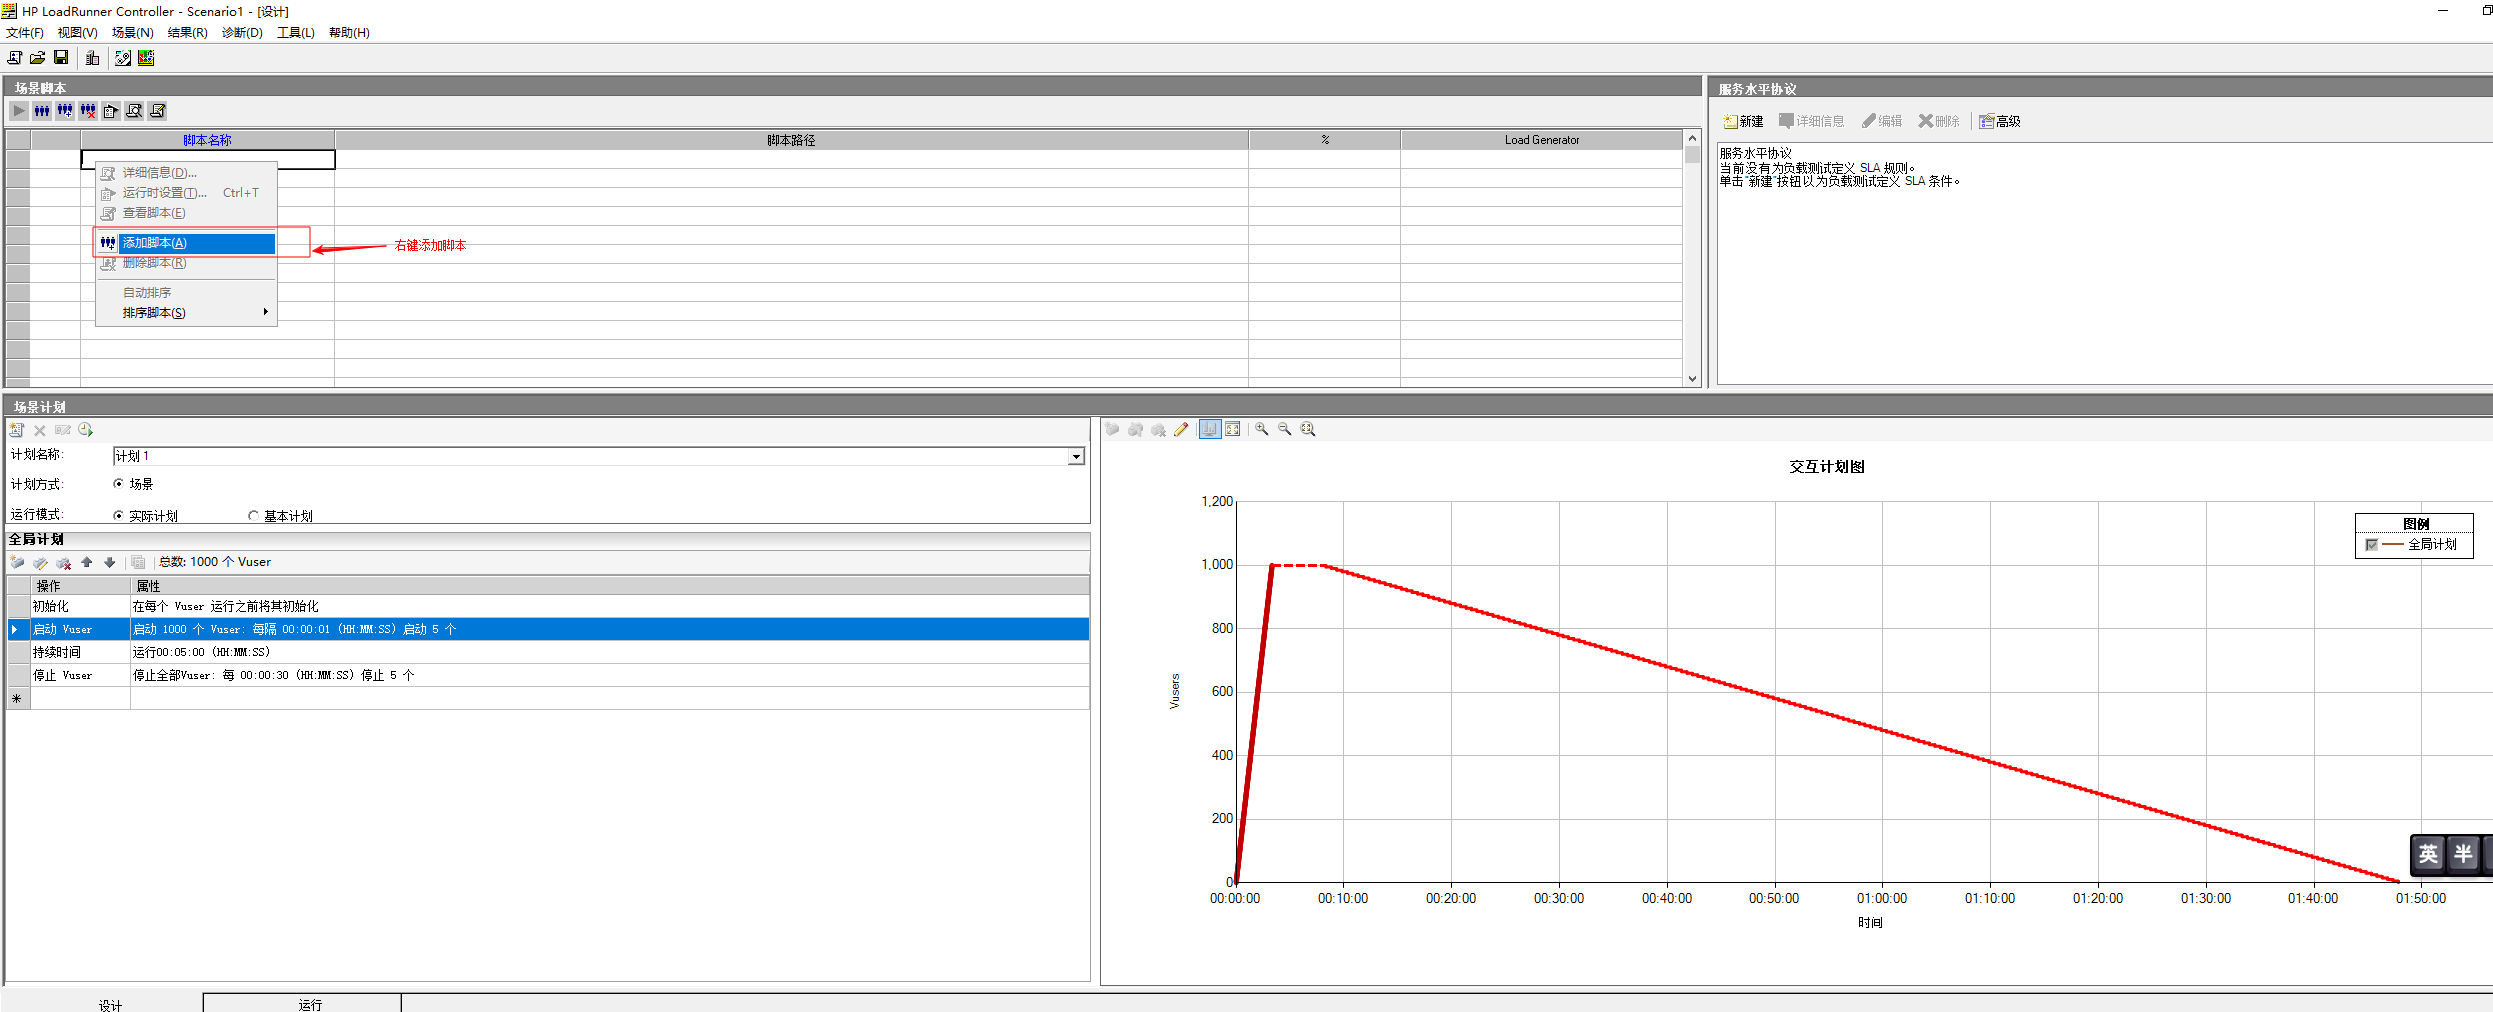 HP LoadRunner Controller - Scenario1 - [设计]
文件(F) 视图(V) 场景(N) 结果(R) 诊断(D) 工具(L) 帮助(H)
场景脚本
脚本名称 脚本路径 % Load Generator
详细信息(D)...
运行时设置(T)... Ctrl+T
查看脚本(E)
添加脚本(A)
右键添加脚本
删除脚本(R)
自动排序
排序脚本(S)
服务水平协议
新建 详细信息 编辑 删除 高级
服务水平协议
当前没有为负载测试定义 SLA 规则。
单击"新建"按钮以为负载测试定义 SLA 条件。
场景计划
计划名称: 计划 1
计划方式: 场景
运行模式: 实际计划 基本计划
全局计划
总数: 1000 个 Vuser
操作 属性
初始化 在每个 Vuser 运行之前将其初始化
启动 Vuser 启动 1000 个 Vuser: 每隔 00:00:01 (HH:MM:SS) 启动 5 个
持续时间 运行00:05:00 (HH:MM:SS)
停止 Vuser 停止全部Vuser: 每 00:00:30 (HH:MM:SS) 停止 5 个
交互计划图
图例
全局计划
1,200
1,000
800
600
400
200
0
Vusers
00:00:00 00:10:00 00:20:00 00:30:00 00:40:00 00:50:00 01:00:00 01:10:00 01:20:00 01:30:00 01:40:00 01:50:00
时间
英 半
设计 运行